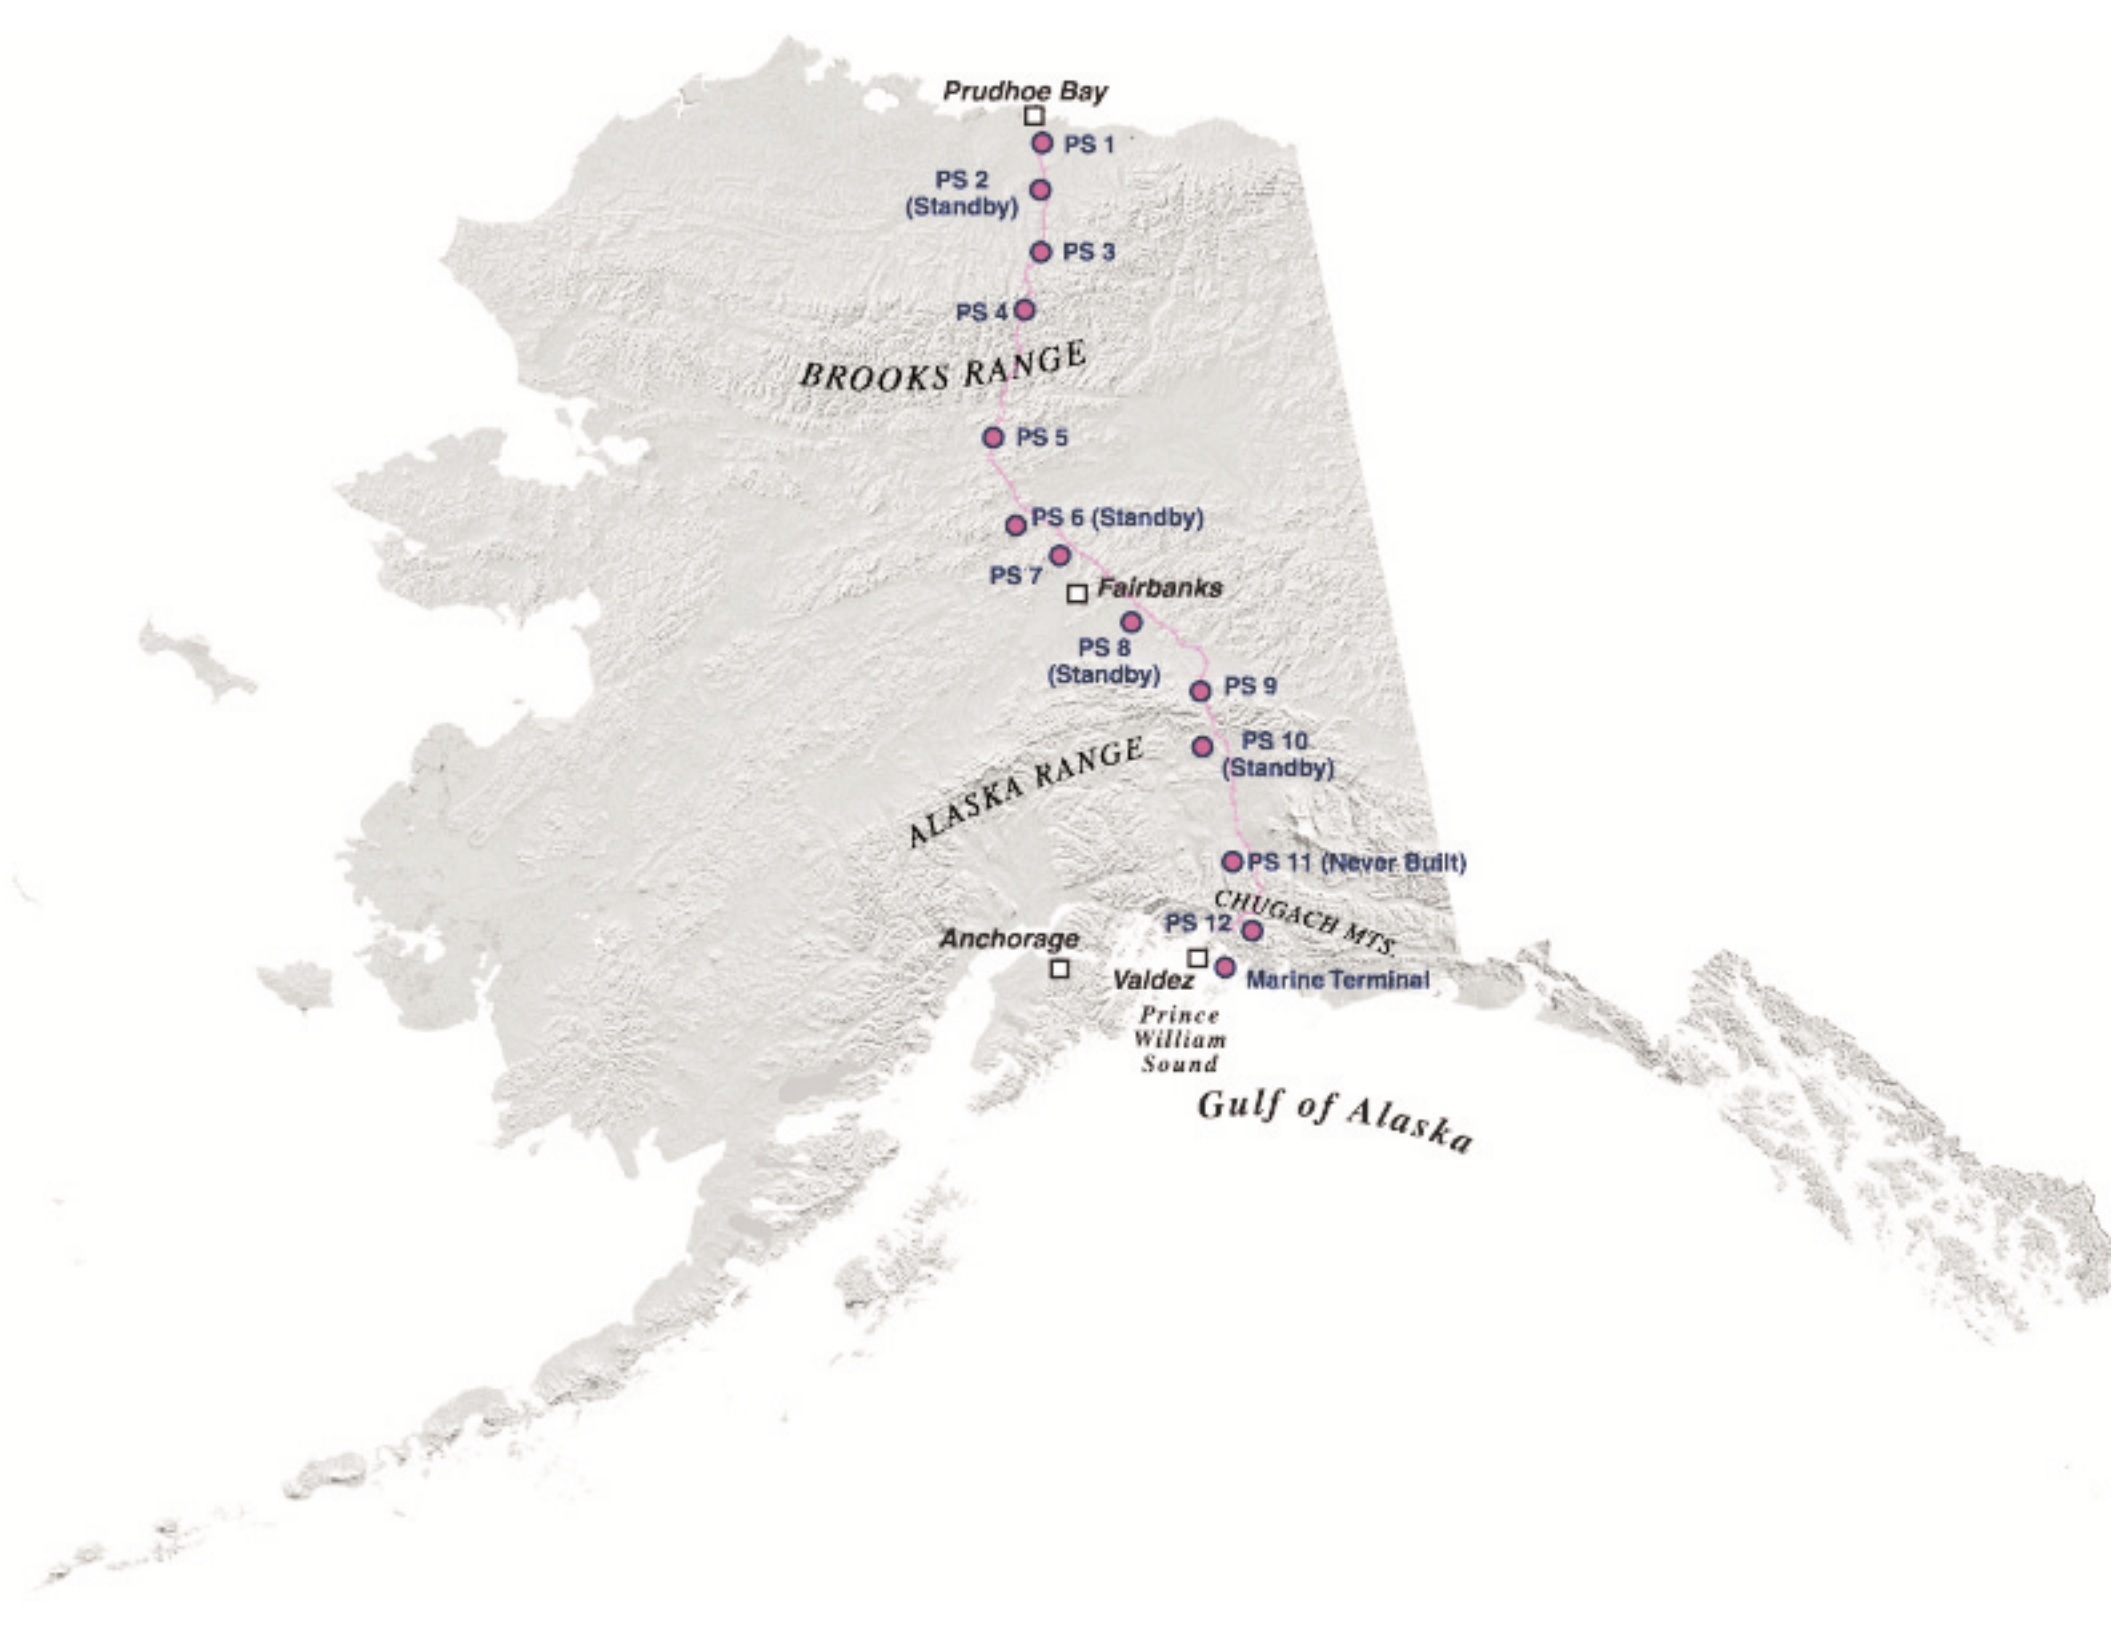 Prudhoe Bay
PS 1
PS 2
(Standby)
PS 3
PS 4
BROOKS RANGE
PS 5
PS 6 (Standby)
PS 7
Fairbanks
PS 8
(Standby)
PS 9
PS 10
(Standby)
ALASKA RANGE
PS 11 (Never Built)
CHUGACH MTS.
PS 12
Anchorage
Valdez
Marine Terminal
Prince
William
Sound
Gulf of Alaska